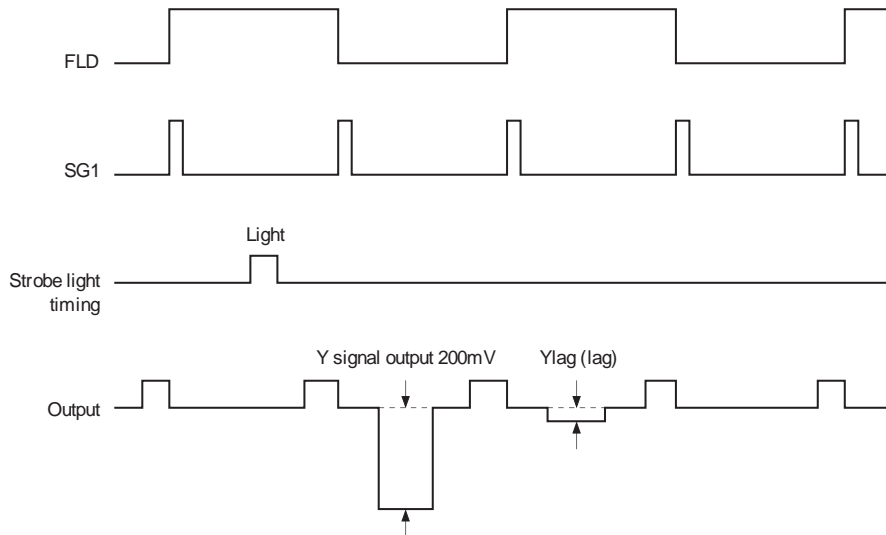 FLD
SG1
Light
Strobe light
timing
Y signal output 200mV
Ylag (lag)
Output